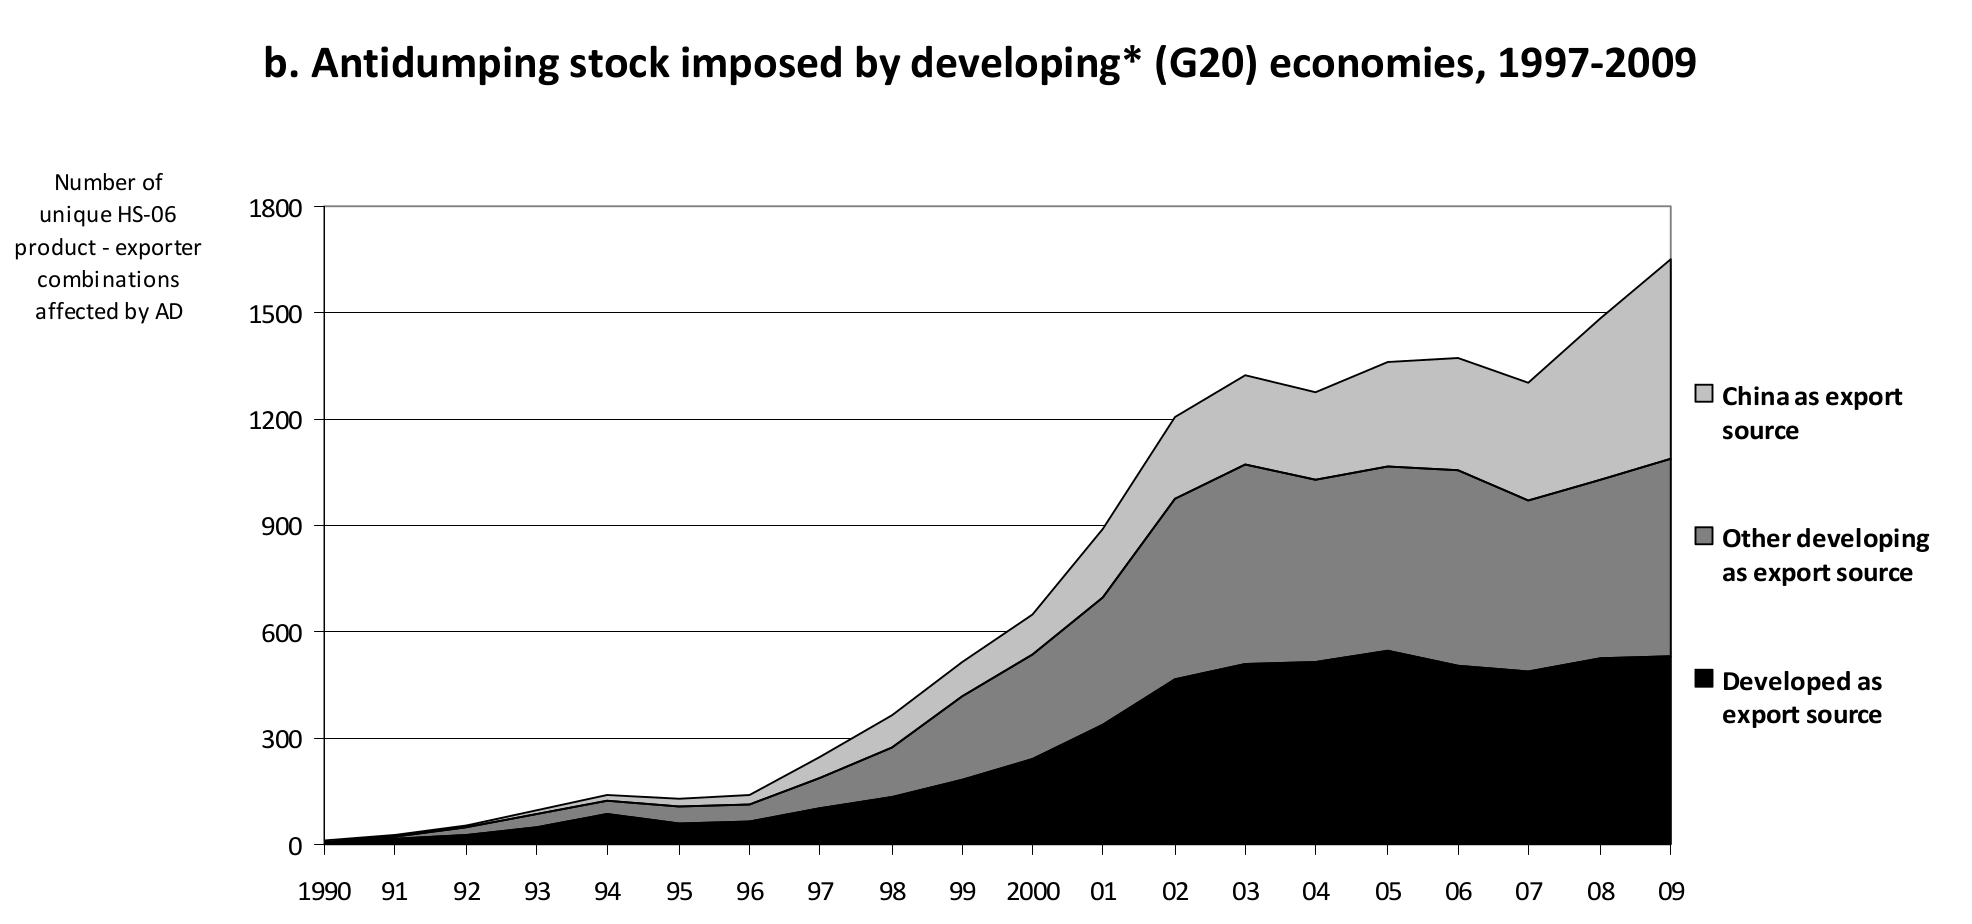 b. Antidumping stock imposed by developing* (G20) economies, 1997-2009
Number of
unique HS-06
product - exporter
combinations
affected by AD
1800
1500
1200
900
600
300
0
1990 91 92 93 94 95 96 97 98 99 2000 01 02 03 04 05 06 07 08 09
China as export
source
Other developing
as export source
Developed as
export source